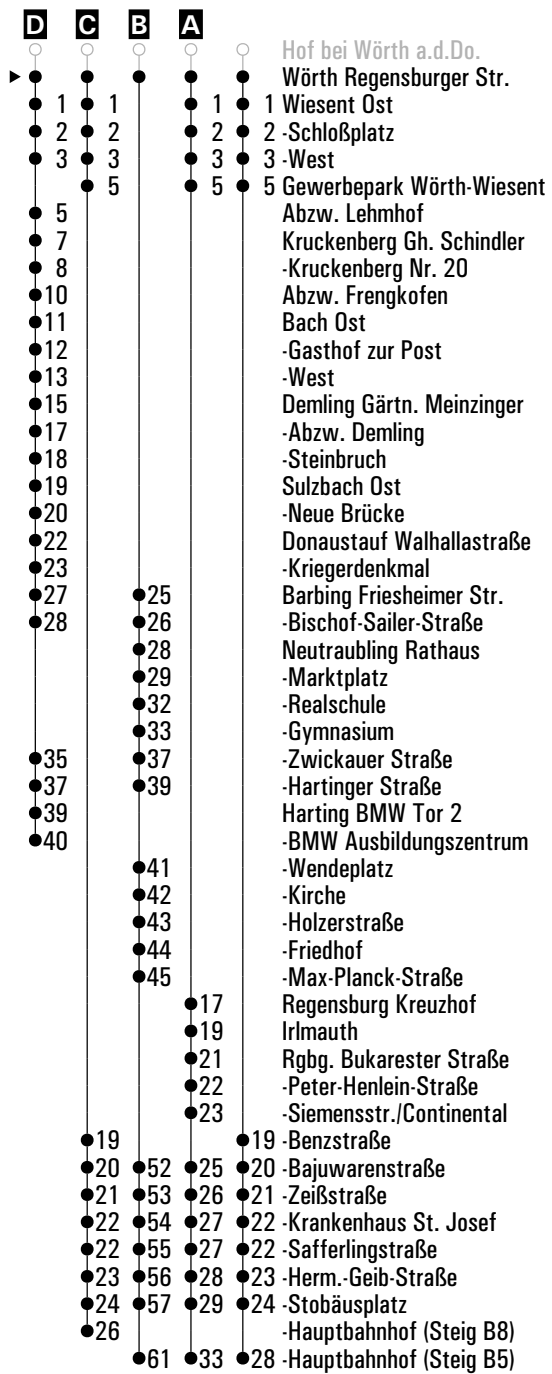 D C B A
Hof bei Wörth a.d.Do.
Wörth Regensburger Str.
1 1 1 1 Wiesent Ost
2 2 2 2 -Schloßplatz
3 3 3 3 -West
5 5 5 Gewerbepark Wörth-Wiesent
5 Abzw. Lehmhof
7 Kruckenberg Gh. Schindler
8 -Kruckenberg Nr. 20
10 Abzw. Frengkofen
11 Bach Ost
12 -Gasthof zur Post
13 -West
15 Demling Gärtn. Meinzinger
17 -Abzw. Demling
18 -Steinbruch
19 Sulzbach Ost
20 -Neue Brücke
22 Donaustauf Walhallastraße
23 -Kriegerdenkmal
27 25 Barbing Friesheimer Str.
28 26 -Bischof-Sailer-Straße
28 Neutraubling Rathaus
29 -Marktplatz
32 -Realschule
33 -Gymnasium
35 37 -Zwickauer Straße
37 39 -Hartinger Straße
39 Harting BMW Tor 2
40 -BMW Ausbildungszentrum
41 -Wendeplatz
42 -Kirche
43 -Holzerstraße
44 -Friedhof
45 -Max-Planck-Straße
17 Regensburg Kreuzhof
19 Irlmauth
21 Rgbg. Bukarester Straße
22 -Peter-Henlein-Straße
23 -Siemensstr./Continental
19 19 -Benzstraße
20 52 25 20 -Bajuwarenstraße
21 53 26 21 -Zeißstraße
22 54 27 22 -Krankenhaus St. Josef
22 55 27 22 -Safferlingstraße
23 56 28 23 -Herm.-Geib-Straße
24 57 29 24 -Stobäusplatz
26 -Hauptbahnhof (Steig B8)
61 33 28 -Hauptbahnhof (Steig B5)